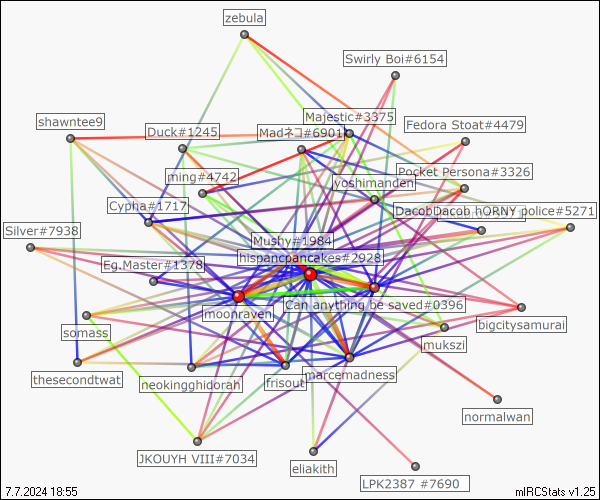 zebula
Swirly Boi#6154
Majestic#3375
shawntee9
Duck#1245
Madネコ#6901
Fedora Stoat#4479
ming#4742
yoshimanden
Pocket Persona#3326
Cypha#1717
DacobDacob
hORNY police#5271
Silver#7938
Mushy#1984
Eg.Master#1378
hispancpancakes#2928
moonraven
Can anything be saved#0396
somass
mukszi
bigcitysamurai
thesecondtwat
neokingghidorah
frisout
marcemadness
normalwan
JKOUYH VIII#7034
eliakith
LPK2387 #7690
7.7.2024 18:55
mIRCStats v1.25